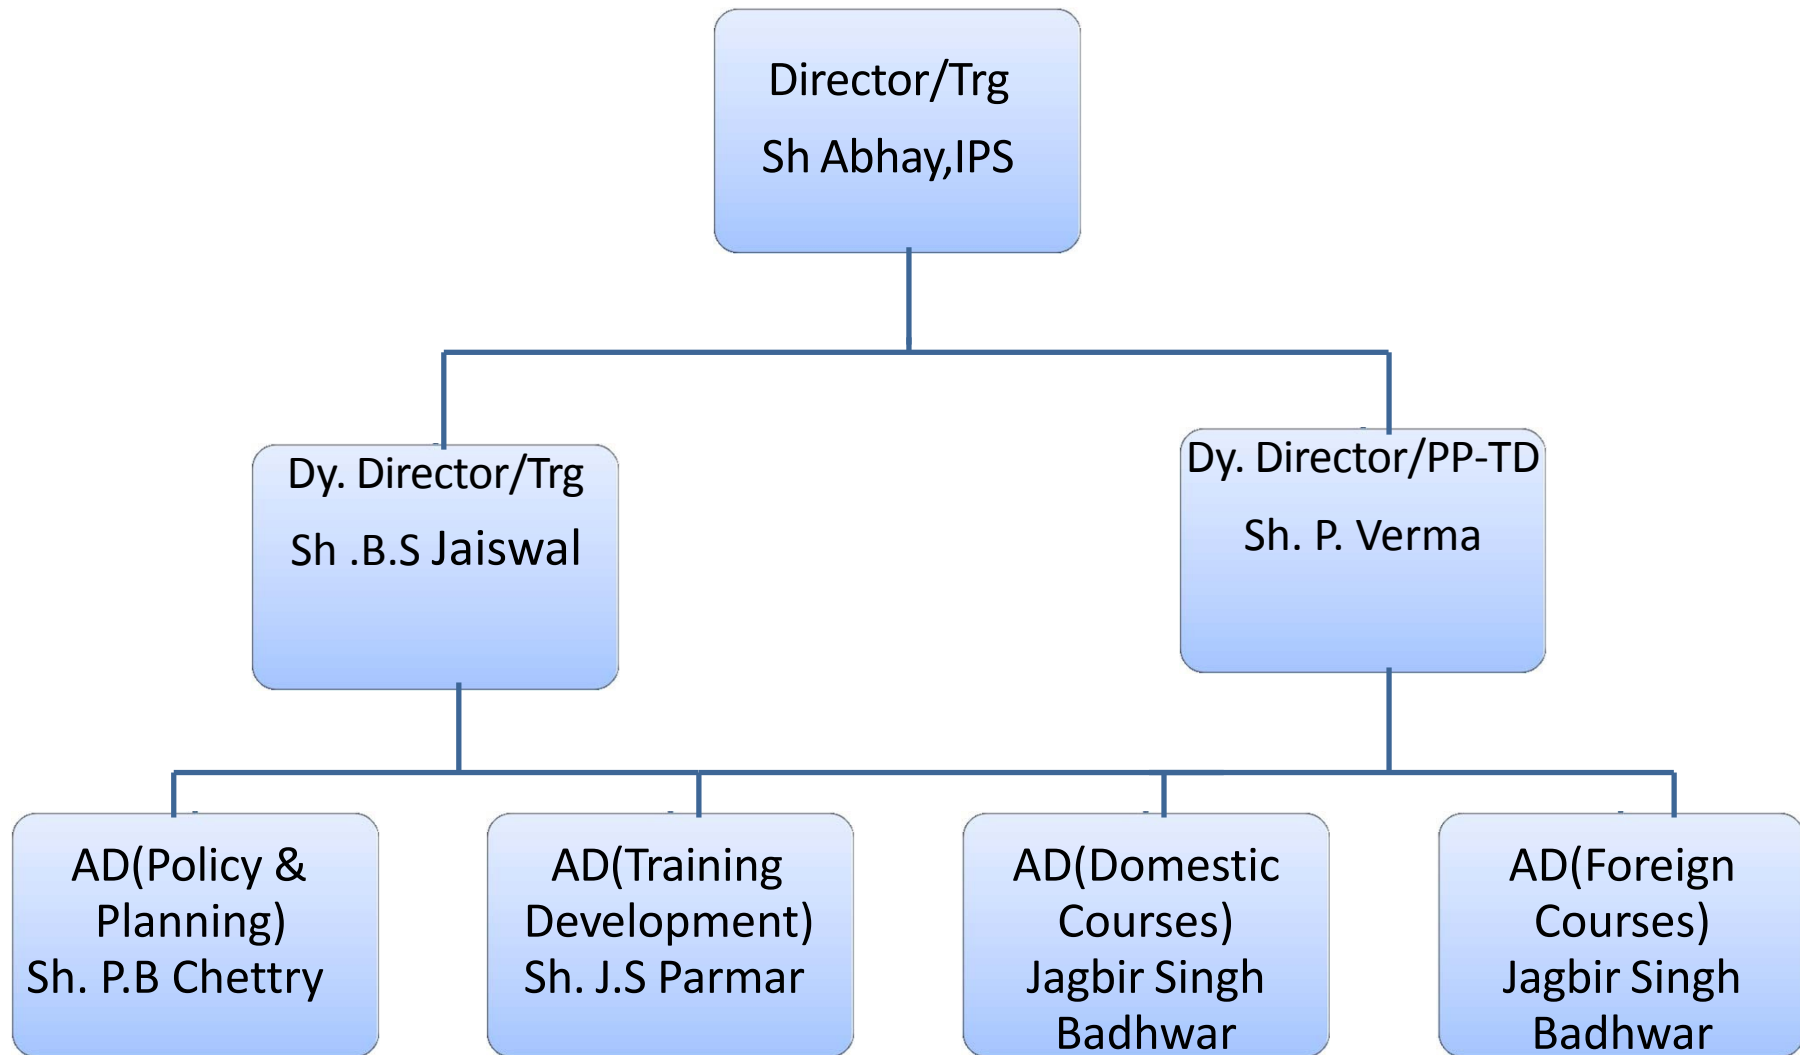 Director/Trg
Sh Abhay,IPS
Dy. Director/Trg
Sh .B.S Jaiswal
Dy. Director/PP-TD
Sh. P. Verma
AD(Policy &
Planning)
Sh. P.B Chettry
AD(Training
Development)
Sh. J.S Parmar
AD(Domestic
Courses)
Jagbir Singh
Badhwar
AD(Foreign
Courses)
Jagbir Singh
Badhwar